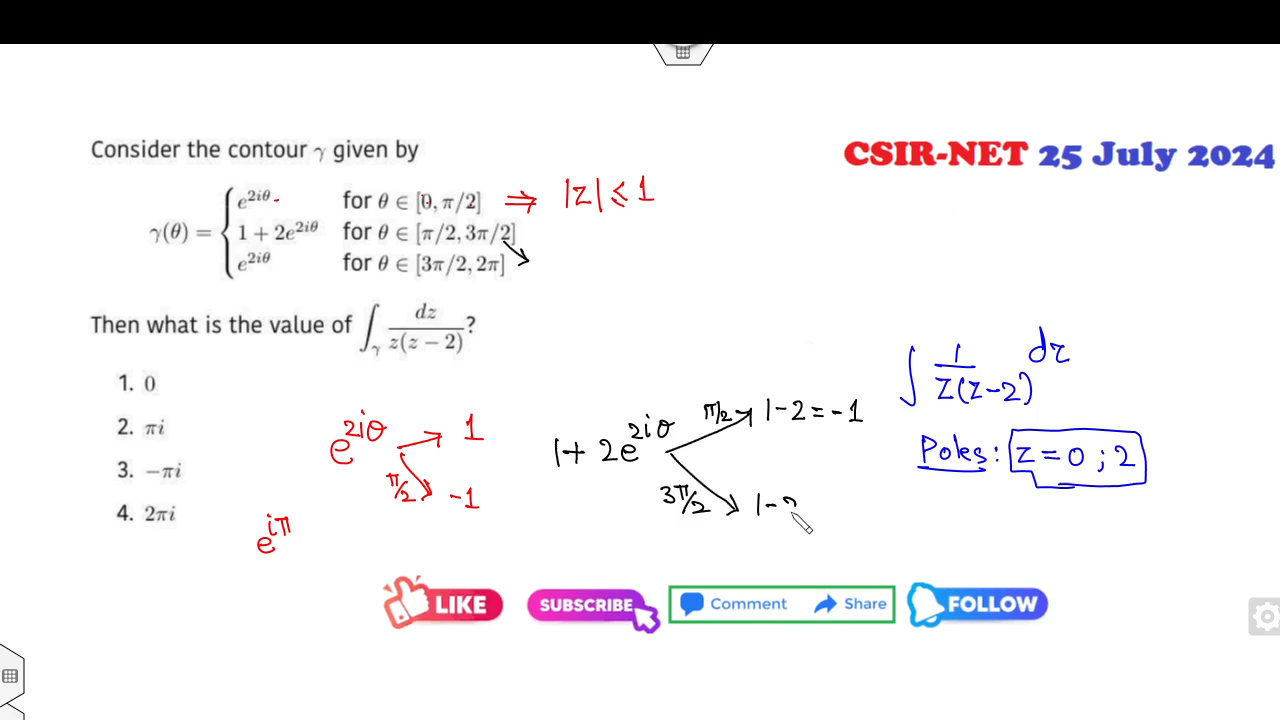 Consider the contour γ given by
CSIR-NET 25 July 2024
γ(θ) = { e^{2iθ} for θ ∈ [0, π/2] ⇒ |z| ≤ 1
1 + 2e^{2iθ} for θ ∈ [π/2, 3π/2]
e^{2iθ} for θ ∈ [3π/2, 2π]
Then what is the value of ∫_γ dz / z(z − 2) ?
1. 0
2. πi
3. −πi
4. 2πi
e^{2iθ} → 1
π/2 → -1
e^{iπ}
1 + 2e^{2iθ} π/2 → 1-2 = -1
3π/2 → 1-2
∫ 1/z(z-2) dz
Poles: z = 0 ; 2
LIKE
SUBSCRIBE
Comment
Share
FOLLOW